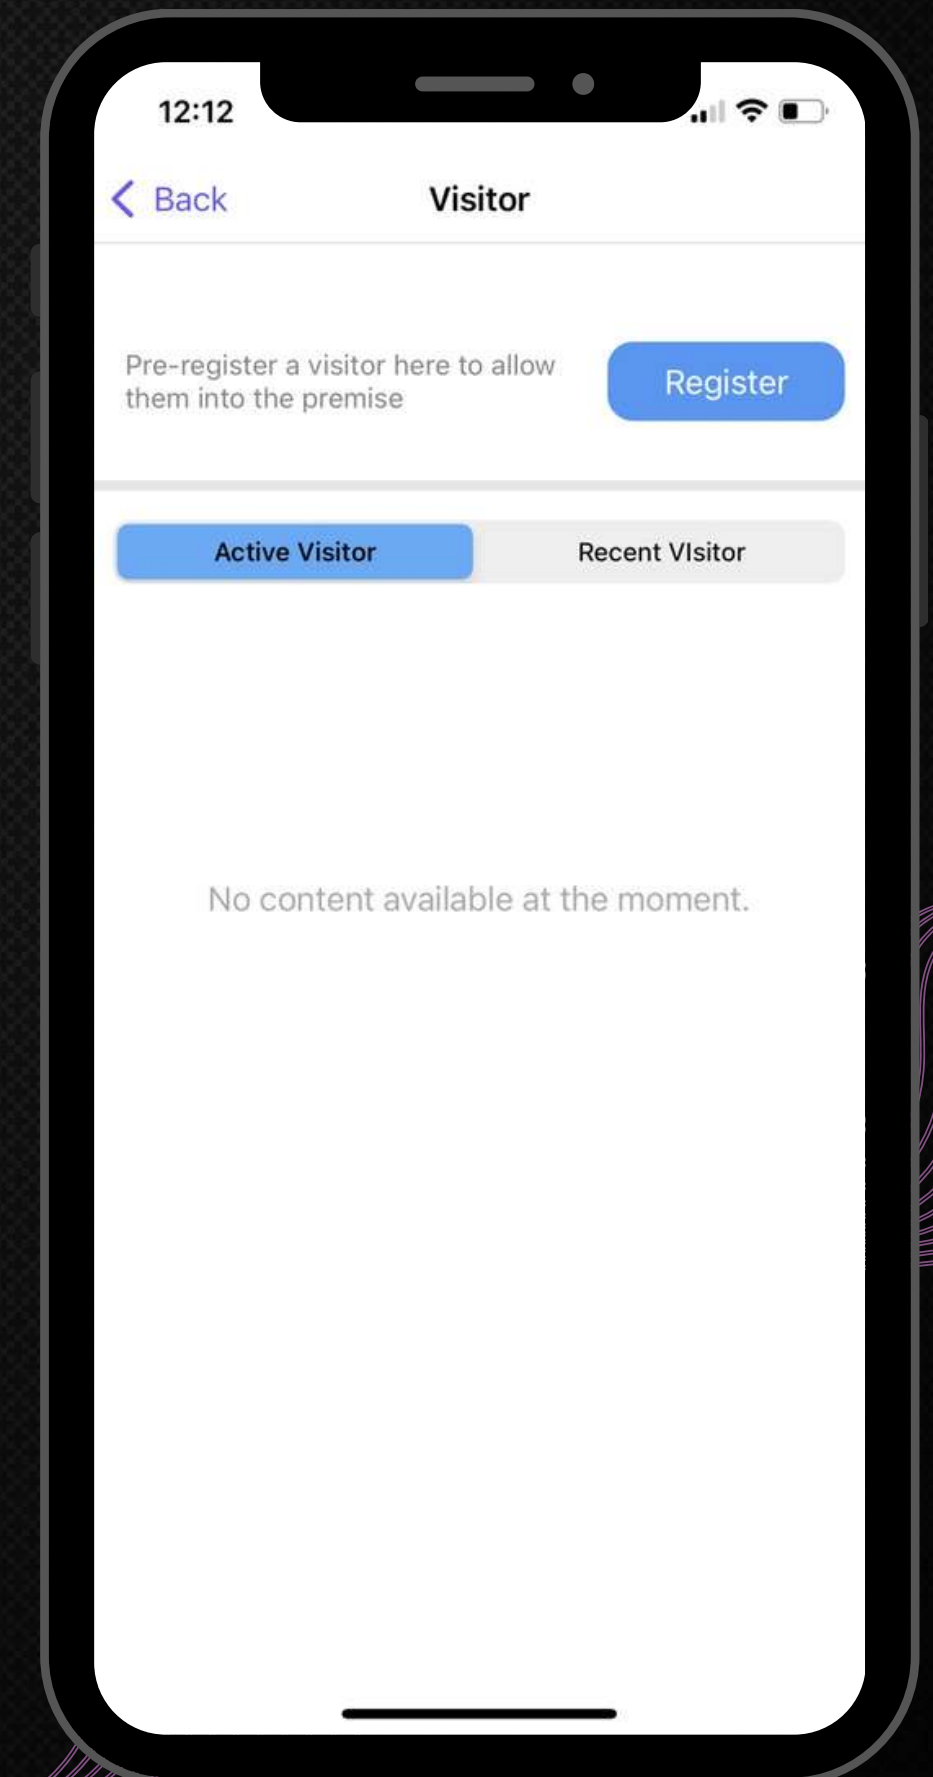 12:12
Back
Visitor
Pre-register a visitor here to allow
them into the premise
Register
Active Visitor
Recent VIsitor
No content available at the moment.